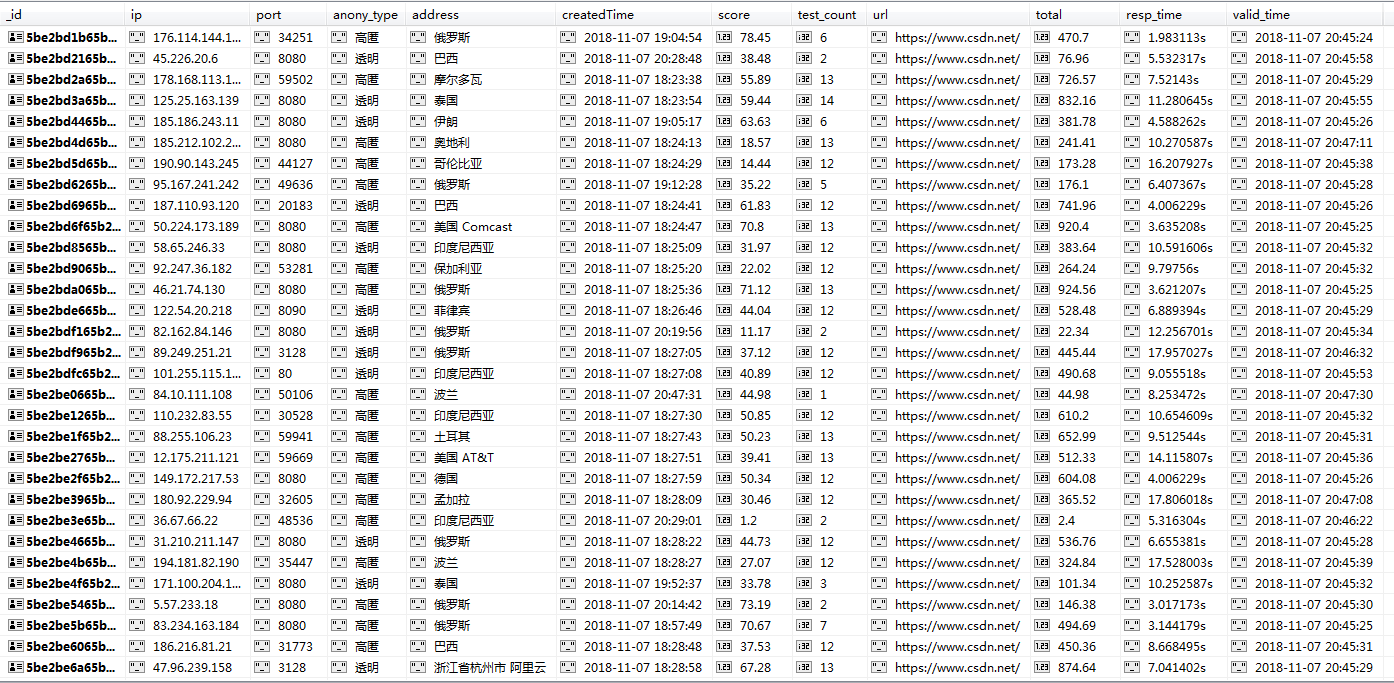 _id ip port anony_type address createdTime score test_count url total resp_time valid_time
5be2bd1b65b... 176.114.144.1... 34251 高匿 俄罗斯 2018-11-07 19:04:54 78.45 6 https://www.csdn.net/ 470.7 1.983113s 2018-11-07 20:45:24
5be2bd2165b... 45.226.20.6 8080 透明 巴西 2018-11-07 20:28:48 38.48 2 https://www.csdn.net/ 76.96 5.532317s 2018-11-07 20:45:58
5be2bd2a65b... 178.168.113.1... 59502 高匿 摩尔多瓦 2018-11-07 18:23:38 55.89 13 https://www.csdn.net/ 726.57 7.52143s 2018-11-07 20:45:29
5be2bd3a65b... 125.25.163.139 8080 透明 泰国 2018-11-07 18:23:54 59.44 14 https://www.csdn.net/ 832.16 11.280645s 2018-11-07 20:45:55
5be2bd4465b... 185.186.243.11 8080 透明 伊朗 2018-11-07 19:05:17 63.63 6 https://www.csdn.net/ 381.78 4.588262s 2018-11-07 20:45:26
5be2bd4d65b... 185.212.102.2... 8080 高匿 奥地利 2018-11-07 18:24:13 18.57 13 https://www.csdn.net/ 241.41 10.270587s 2018-11-07 20:47:11
5be2bd5d65b... 190.90.143.245 44127 高匿 哥伦比亚 2018-11-07 18:24:29 14.44 12 https://www.csdn.net/ 173.28 16.207927s 2018-11-07 20:45:38
5be2bd6265b... 95.167.241.242 49636 高匿 俄罗斯 2018-11-07 19:12:28 35.22 5 https://www.csdn.net/ 176.1 6.407367s 2018-11-07 20:45:28
5be2bd6965b... 187.110.93.120 20183 透明 巴西 2018-11-07 18:24:41 61.83 12 https://www.csdn.net/ 741.96 4.006229s 2018-11-07 20:45:26
5be2bd6f65b2... 50.224.173.189 8080 高匿 美国 Comcast 2018-11-07 18:24:47 70.8 13 https://www.csdn.net/ 920.4 3.635208s 2018-11-07 20:45:25
5be2bd8565b... 58.65.246.33 8080 透明 印度尼西亚 2018-11-07 18:25:09 31.97 12 https://www.csdn.net/ 383.64 10.591606s 2018-11-07 20:45:32
5be2bd9065b... 92.247.36.182 53281 高匿 保加利亚 2018-11-07 18:25:20 22.02 12 https://www.csdn.net/ 264.24 9.79756s 2018-11-07 20:45:32
5be2bda065b... 46.21.74.130 8080 高匿 俄罗斯 2018-11-07 18:25:36 71.12 13 https://www.csdn.net/ 924.56 3.621207s 2018-11-07 20:45:25
5be2bde665b... 122.54.20.218 8090 透明 菲律宾 2018-11-07 18:26:46 44.04 12 https://www.csdn.net/ 528.48 6.889394s 2018-11-07 20:45:29
5be2bdf165b2... 82.162.84.146 8080 透明 俄罗斯 2018-11-07 20:19:56 11.17 2 https://www.csdn.net/ 22.34 12.256701s 2018-11-07 20:45:34
5be2bdf965b2... 89.249.251.21 3128 透明 俄罗斯 2018-11-07 18:27:05 37.12 12 https://www.csdn.net/ 445.44 17.957027s 2018-11-07 20:46:32
5be2bdfc65b2... 101.255.115.1... 80 透明 印度尼西亚 2018-11-07 18:27:08 40.89 12 https://www.csdn.net/ 490.68 9.055518s 2018-11-07 20:45:53
5be2be0665b... 84.10.111.108 50106 高匿 波兰 2018-11-07 20:47:31 44.98 1 https://www.csdn.net/ 44.98 8.253472s 2018-11-07 20:47:30
5be2be1265b... 110.232.83.55 30528 高匿 印度尼西亚 2018-11-07 18:27:30 50.85 12 https://www.csdn.net/ 610.2 10.654609s 2018-11-07 20:45:32
5be2be1f65b2... 88.255.106.23 59941 高匿 土耳其 2018-11-07 18:27:43 50.23 13 https://www.csdn.net/ 652.99 9.512544s 2018-11-07 20:45:31
5be2be2765b... 12.175.211.121 59669 高匿 美国 AT&T 2018-11-07 18:27:51 39.41 13 https://www.csdn.net/ 512.33 14.115807s 2018-11-07 20:45:36
5be2be2f65b2... 149.172.217.53 8080 高匿 德国 2018-11-07 18:27:59 50.34 12 https://www.csdn.net/ 604.08 4.006229s 2018-11-07 20:45:26
5be2be3965b... 180.92.229.94 32605 高匿 孟加拉 2018-11-07 18:28:09 30.46 12 https://www.csdn.net/ 365.52 17.806018s 2018-11-07 20:47:08
5be2be3e65b... 36.67.66.22 48536 高匿 印度尼西亚 2018-11-07 20:29:01 1.2 2 https://www.csdn.net/ 2.4 5.316304s 2018-11-07 20:46:22
5be2be4665b... 31.210.211.147 8080 透明 俄罗斯 2018-11-07 18:28:22 44.73 12 https://www.csdn.net/ 536.76 6.655381s 2018-11-07 20:45:28
5be2be4b65b... 194.181.82.190 35447 高匿 波兰 2018-11-07 18:28:27 27.07 12 https://www.csdn.net/ 324.84 17.528003s 2018-11-07 20:45:39
5be2be4f65b2... 171.100.204.1... 8080 透明 泰国 2018-11-07 19:52:37 33.78 3 https://www.csdn.net/ 101.34 10.252587s 2018-11-07 20:45:32
5be2be5465b... 5.57.233.18 8080 高匿 俄罗斯 2018-11-07 20:14:42 73.19 2 https://www.csdn.net/ 146.38 3.017173s 2018-11-07 20:45:30
5be2be5b65b... 83.234.163.184 8080 高匿 俄罗斯 2018-11-07 18:57:49 70.67 7 https://www.csdn.net/ 494.69 3.144179s 2018-11-07 20:45:25
5be2be6065b... 186.216.81.21 31773 高匿 巴西 2018-11-07 18:28:48 37.53 12 https://www.csdn.net/ 450.36 8.668495s 2018-11-07 20:45:31
5be2be6a65b... 47.96.239.158 3128 透明 浙江省杭州市 阿里云 2018-11-07 18:28:58 67.28 13 https://www.csdn.net/ 874.64 7.041402s 2018-11-07 20:45:29